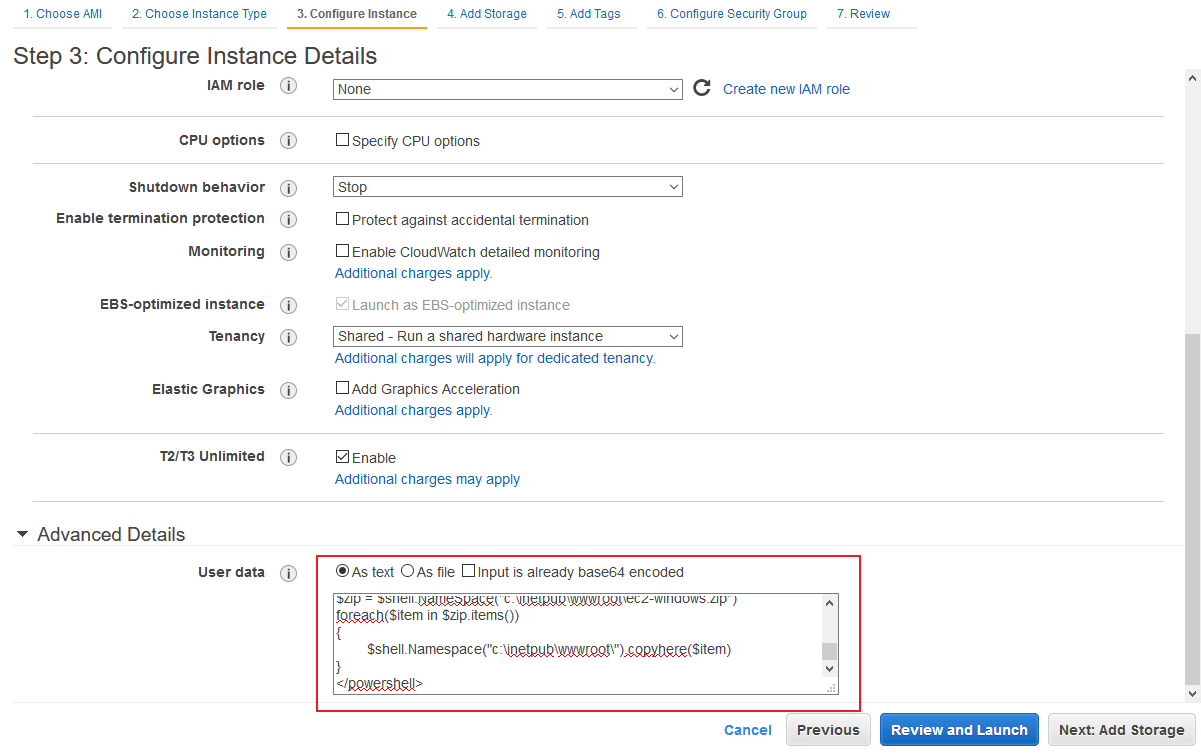 1. Choose AMI 2. Choose Instance Type 3. Configure Instance 4. Add Storage 5. Add Tags 6. Configure Security Group 7. Review
Step 3: Configure Instance Details
IAM role i None Create new IAM role
CPU options i Specify CPU options
Shutdown behavior i Stop
Enable termination protection i Protect against accidental termination
Monitoring i Enable CloudWatch detailed monitoring
Additional charges apply.
EBS-optimized instance i Launch as EBS-optimized instance
Tenancy i Shared - Run a shared hardware instance
Additional charges will apply for dedicated tenancy.
Elastic Graphics i Add Graphics Acceleration
Additional charges apply.
T2/T3 Unlimited i Enable
Additional charges may apply
Advanced Details
User data i As text As file Input is already base64 encoded
$zip = $shell.NameSpace("c:\inetpub\wwwroot\ec2-windows.zip")
foreach($item in $zip.items())
{
$shell.Namespace("c:\inetpub\wwwroot\").copyhere($item)
}
</powershell>
Cancel Previous Review and Launch Next: Add Storage